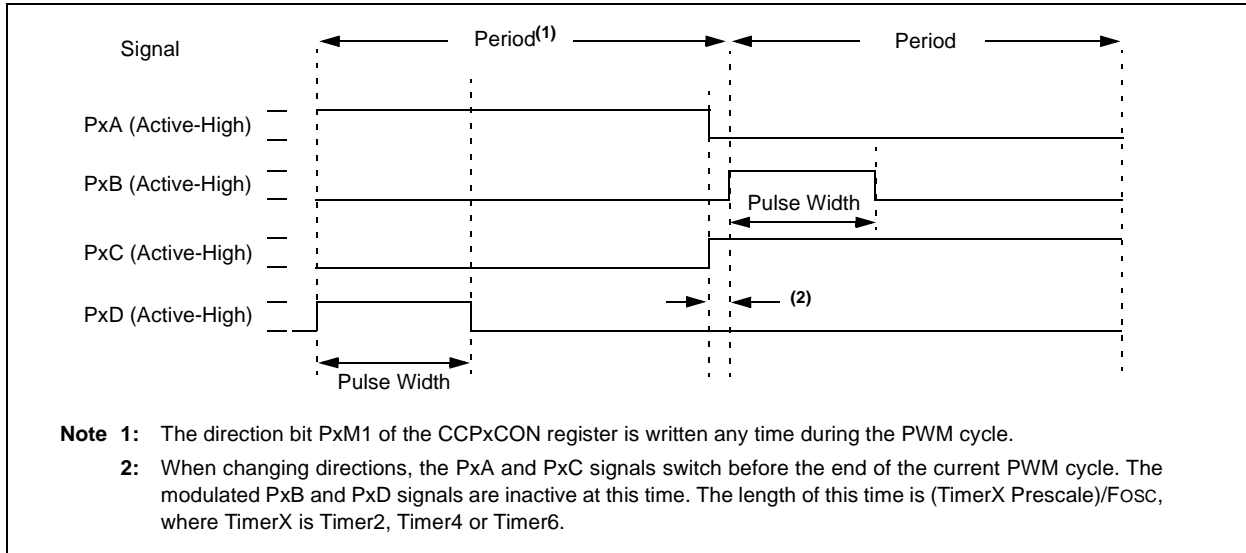 Signal
Period(1)
Period
PxA (Active-High)
PxB (Active-High)
Pulse Width
PxC (Active-High)
(2)
PxD (Active-High)
Pulse Width
Note 1: The direction bit PxM1 of the CCPxCON register is written any time during the PWM cycle.
2: When changing directions, the PxA and PxC signals switch before the end of the current PWM cycle. The
modulated PxB and PxD signals are inactive at this time. The length of this time is (TimerX Prescale)/FOSC,
where TimerX is Timer2, Timer4 or Timer6.